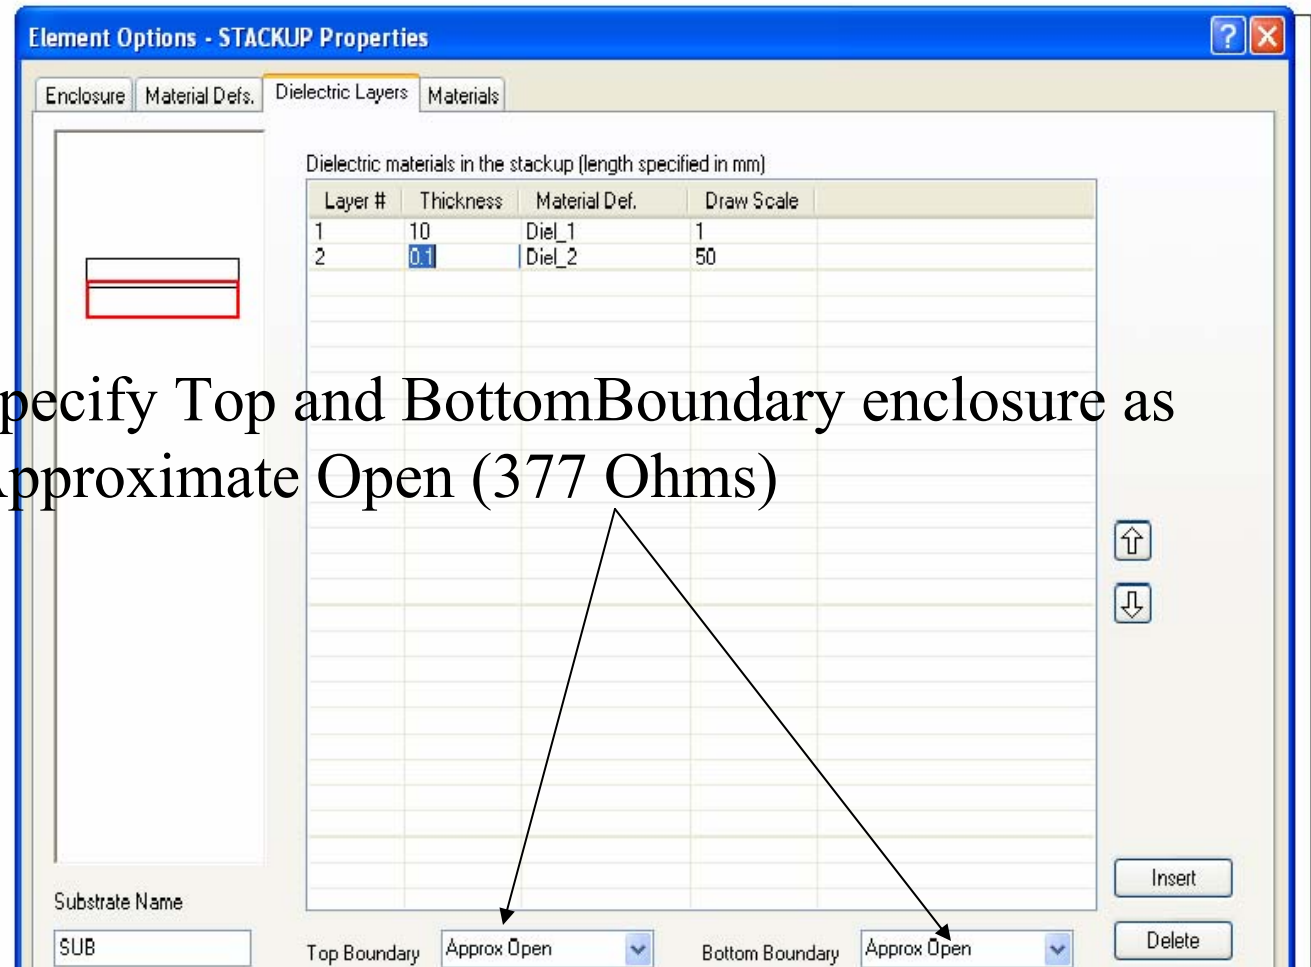 Element Options - STACKUP Properties
Enclosure Material Defs. Dielectric Layers Materials
Dielectric materials in the stackup (length specified in mm)
Layer # Thickness Material Def. Draw Scale
1 10 Diel_1 1
2 0.1 Diel_2 50
pecify Top and BottomBoundary enclosure as
pproximate Open (377 Ohms)
Insert
Substrate Name
SUB Top Boundary Approx Open Bottom Boundary Approx Open Delete